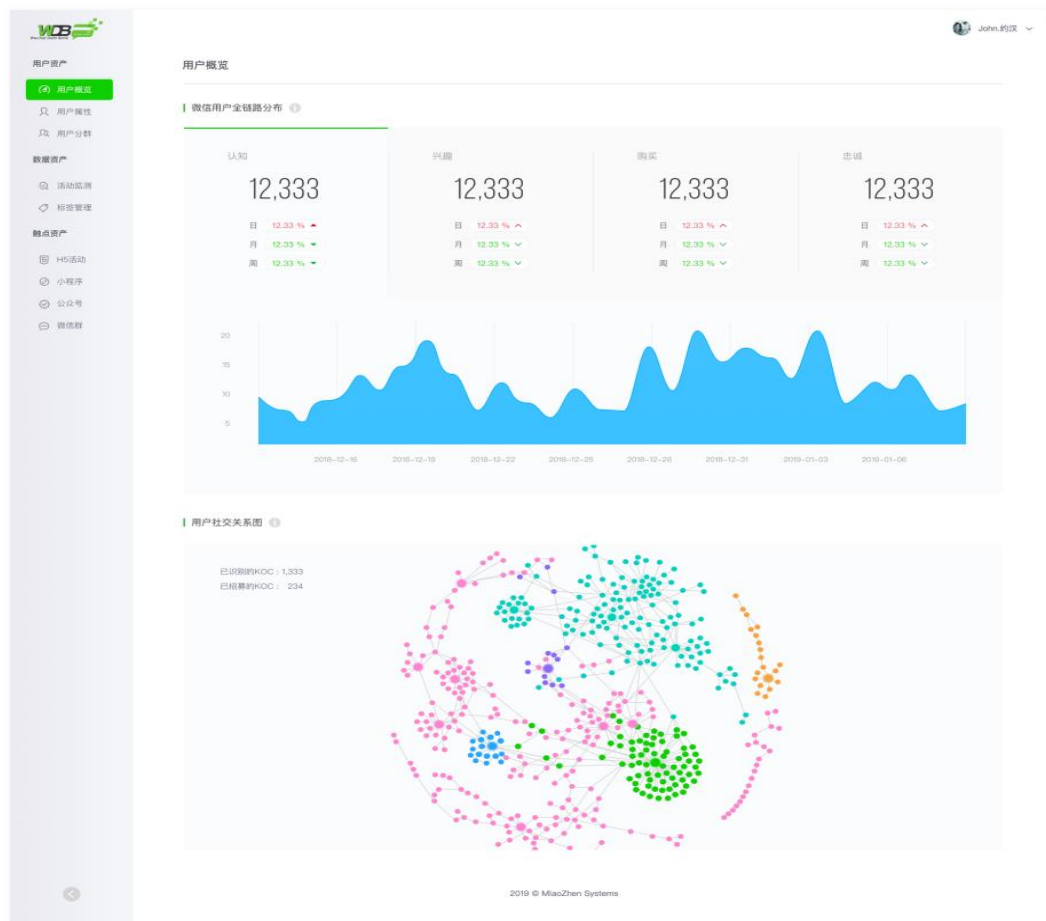 WDB
John.约汉
用户资产
用户概览
用户属性
用户分群
数据资产
活动监测
标签管理
触点资产
H5活动
小程序
公众号
微信群
用户概览
微信用户全链路分布
认知 兴趣 购买 忠诚
12,333 12,333 12,333 12,333
日 12.33 % 日 12.33 % 日 12.33 % 日 12.33 %
月 12.33 % 月 12.33 % 月 12.33 % 月 12.33 %
周 12.33 % 周 12.33 % 周 12.33 % 周 12.33 %
20
15
10
5
2018-12-16 2018-12-19 2018-12-22 2018-12-25 2018-12-28 2018-12-31 2019-01-03 2019-01-06
用户社交关系图
已识别的KOC : 1,333
已招募的KOC : 234
2019 © MiaoZhen Systems